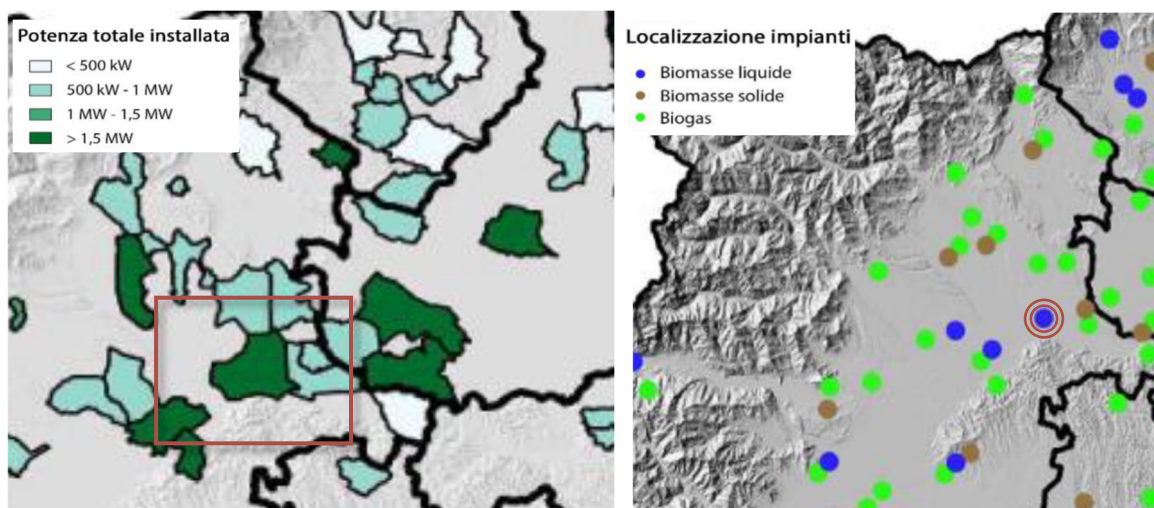 Potenza totale installata
< 500 kW
500 kW - 1 MW
1 MW - 1,5 MW
> 1,5 MW
Localizzazione impianti
Biomasse liquide
Biomasse solide
Biogas